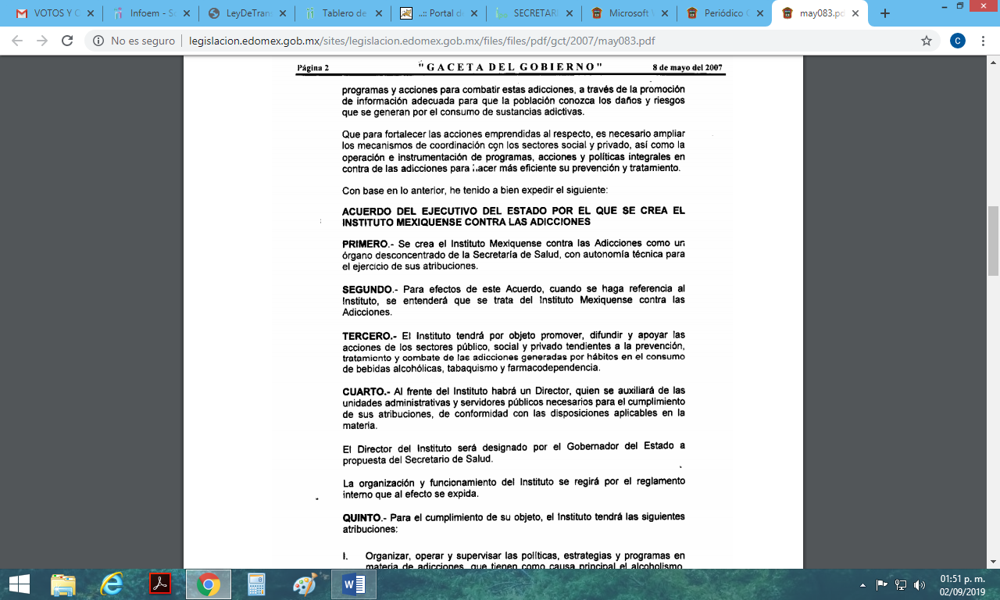 VOTOS Y C
Infoem - S
LeyDeTran
Tablero de
..:: Portal d
SECRETAR
Microsoft
Periódico
may083.pd
No es seguro | legislacion.edomex.gob.mx/sites/legislacion.edomex.gob.mx/files/files/pdf/gct/2007/may083.pdf
C
Página 2 "GACETA DEL GOBIERNO" 8 de mayo del 2007
programas y acciones para combatir estas adicciones, a través de la promoción
de información adecuada para que la población conozca los daños y riesgos
que se generan por el consumo de sustancias adictivas.
Que para fortalecer las acciones emprendidas al respecto, es necesario ampliar
los mecanismos de coordinación con los sectores social y privado, así como la
operación e instrumentación de programas, acciones y políticas integrales en
contra de las adicciones para hacer más eficiente su prevención y tratamiento.
Con base en lo anterior, he tenido a bien expedir el siguiente:
ACUERDO DEL EJECUTIVO DEL ESTADO POR EL QUE SE CREA EL
INSTITUTO MEXIQUENSE CONTRA LAS ADICCIONES
PRIMERO.- Se crea el Instituto Mexiquense contra las Adicciones como un
órgano desconcentrado de la Secretaría de Salud, con autonomía técnica para
el ejercicio de sus atribuciones.
SEGUNDO.- Para efectos de este Acuerdo, cuando se haga referencia al
Instituto, se entenderá que se trata del Instituto Mexiquense contra las
Adicciones.
TERCERO.- El Instituto tendrá por objeto promover, difundir y apoyar las
acciones de los sectores público, social y privado tendientes a la prevención,
tratamiento y combate de las adicciones generadas por hábitos en el consumo
de bebidas alcohólicas, tabaquismo y farmacodependencia.
CUARTO.- Al frente del Instituto habrá un Director, quien se auxiliará de las
unidades administrativas y servidores públicos necesarios para el cumplimiento
de sus atribuciones, de conformidad con las disposiciones aplicables en la
materia.
El Director del Instituto será designado por el Gobernador del Estado a
propuesta del Secretario de Salud.
La organización y funcionamiento del Instituto se regirá por el reglamento
interno que al efecto se expida.
QUINTO.- Para el cumplimiento de su objeto, el Instituto tendrá las siguientes
atribuciones:
I. Organizar, operar y supervisar las políticas, estrategias y programas en
materia de adicciones, que tienen como causa principal el alcoholismo,
01:51 p. m.
02/09/2019